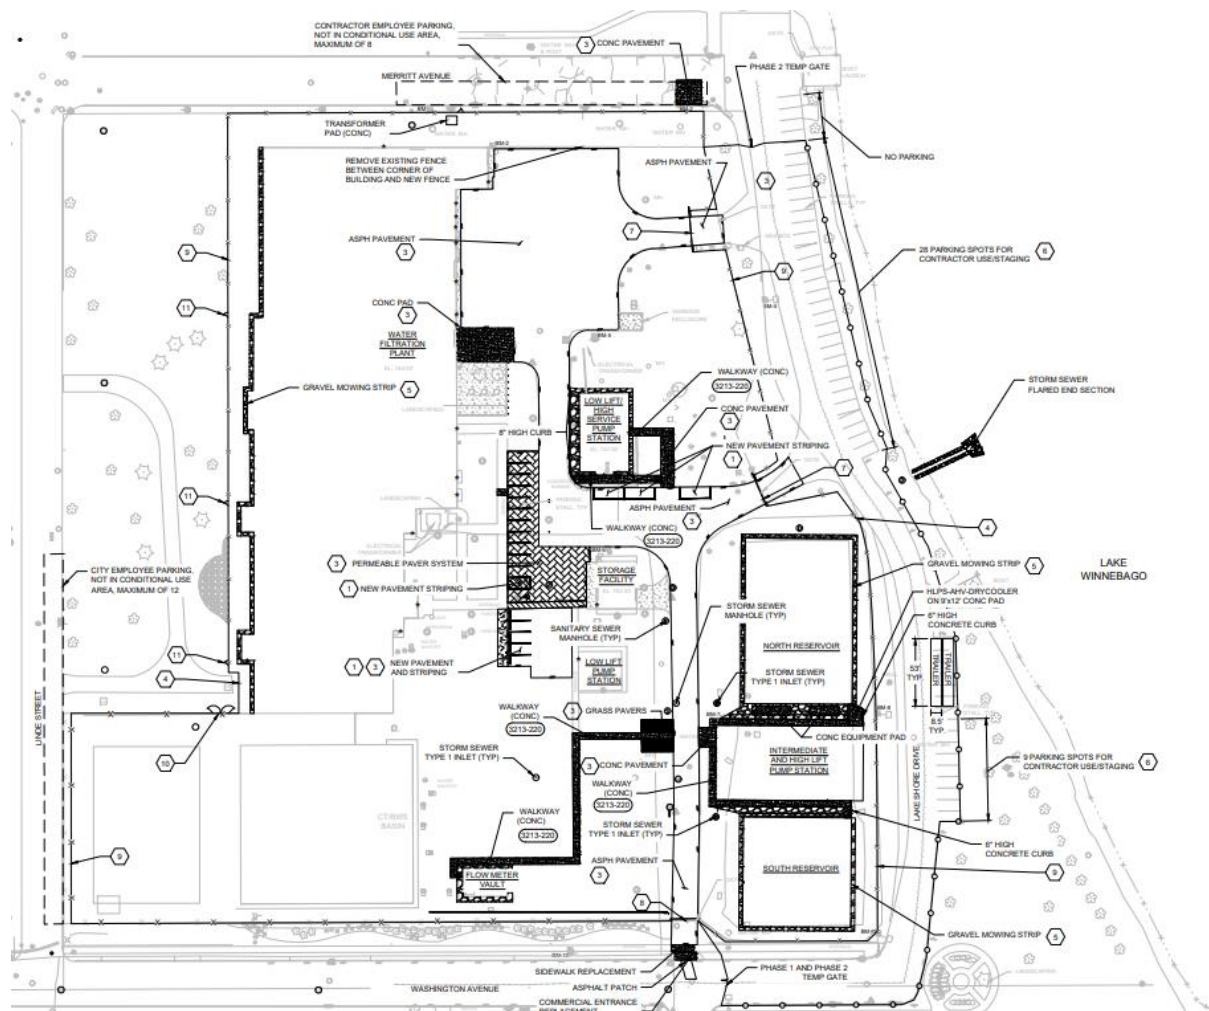 CONTRACTOR EMPLOYEE PARKING,
NOT IN CONDITIONAL USE AREA,
MAXIMUM OF 8
3 CONC PAVEMENT
MERRITT AVENUE
PHASE 2 TEMP GATE
TRANSFORMER
PAD (CONC)
NO PARKING
REMOVE EXISTING FENCE
BETWEEN CORNER OF
BUILDING AND NEW FENCE
BM-2
ASPH PAVEMENT
3
7
ASPH PAVEMENT
3
9
28 PARKING SPOTS FOR
CONTRACTOR USE/STAGING
6
9
11
CONC PAD
3
WATER
FILTRATION
PLANT
GRAVEL MOWING STRIP 5
WALKWAY (CONC)
3213-220
STORM SEWER
FLARED END SECTION
LOW LIFT/
HIGH
SERVICE
PUMP
STATION
CONC PAVEMENT
3
6" HIGH CURB
NEW PAVEMENT STRIPING
1
7
11
ASPH PAVEMENT
3
WALKWAY (CONC)
3213-220
4
CITY EMPLOYEE PARKING,
NOT IN CONDITIONAL USE
AREA, MAXIMUM OF 12
3 PERMEABLE PAVER SYSTEM
1 NEW PAVEMENT STRIPING
STORAGE
FACILITY
GRAVEL MOWING STRIP 5
LAKE
WINNEBAGO
HLPS-AHV-DRYCOOLER
ON 9'x12' CONC PAD
6" HIGH
CONCRETE CURB
STORM SEWER
MANHOLE (TYP)
SANITARY SEWER
MANHOLE (TYP)
NORTH RESERVOIR
11
1 3 NEW PAVEMENT
AND STRIPING
LOW LIFT
PUMP
STATION
STORM SEWER
TYPE 1 INLET (TYP)
53'
TYP.
TRAILER
TRAILER
8.5'
TYP.
4
LINDE STREET
WALKWAY
(CONC)
3213-220
3 GRASS PAVERS
CONC EQUIPMENT PAD
STORM SEWER
TYPE 1 INLET (TYP)
10
3 CONC PAVEMENT
INTERMEDIATE
AND HIGH LIFT
PUMP STATION
9 PARKING SPOTS FOR
CONTRACTOR USE/STAGING
6
WALKWAY
(CONC)
3213-220
LAKE SHORE DRIVE
WALKWAY
(CONC)
3213-220
CT/BWS
BASIN
STORM SEWER
TYPE 1 INLET (TYP)
6" HIGH
CONCRETE CURB
9
ASPH PAVEMENT
3
FLOW METER
VAULT
SOUTH RESERVOIR
9
8
GRAVEL MOWING STRIP 5
SIDEWALK REPLACEMENT
PHASE 1 AND PHASE 2
TEMP GATE
WASHINGTON AVENUE
ASPHALT PATCH
COMMERCIAL ENTRANCE